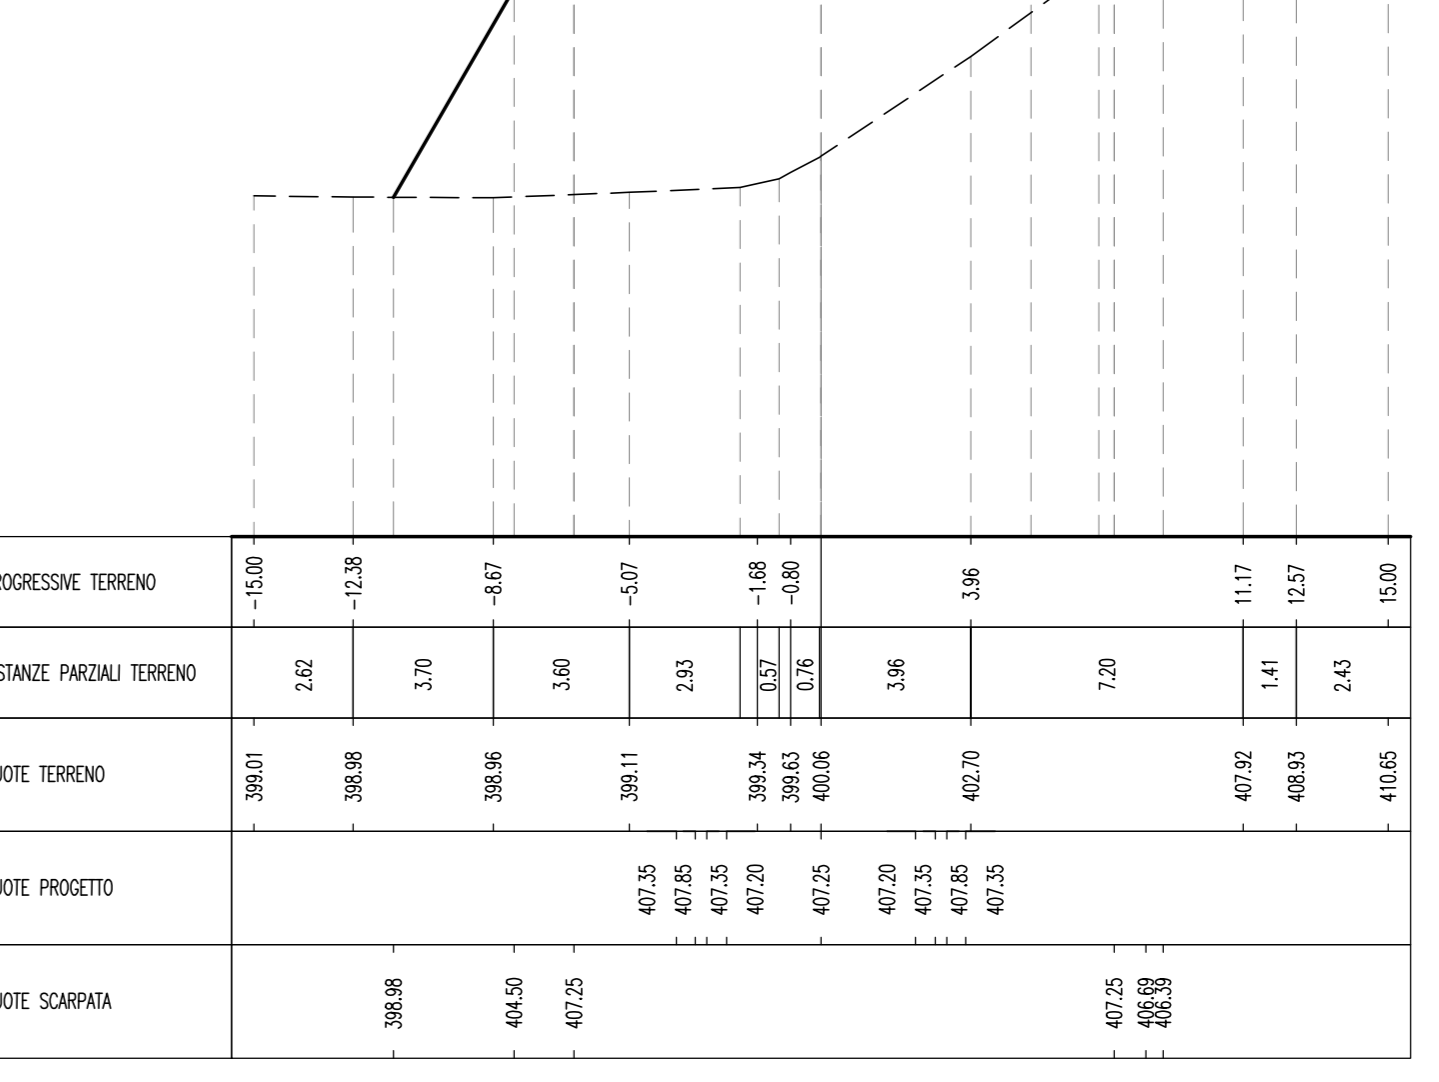 ROGRESSIVE TERRENO -15.00 -12.38 -8.67 -5.07 -1.68 -0.80 3.96 11.17 12.57 15.00
STANZE PARZIALI TERRENO 2.62 3.70 3.60 2.93 0.57 0.76 3.96 7.20 1.41 2.43
UOTE TERRENO 399.01 398.98 398.96 399.11 399.34 399.63 400.06 402.70 407.92 408.93 410.65
UOTE PROGETTO 407.35 407.85 407.35 407.20 407.25 407.20 407.35 407.85 407.35
UOTE SCARPATA 398.98 404.50 407.25 407.25 406.69 406.39